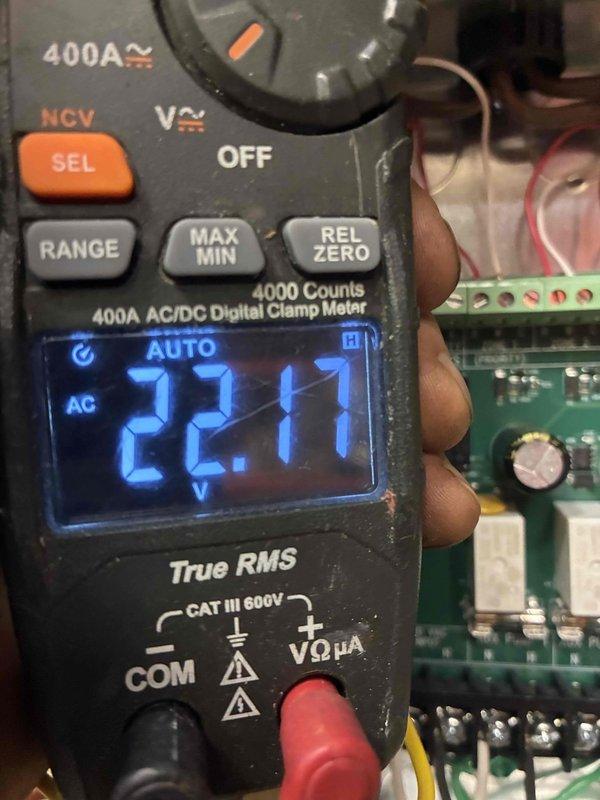 400A
NCV
V
SEL
OFF
RANGE
MAX
MIN
REL
ZERO
4000 Counts
400A AC/DC Digital Clamp Meter
AUTO
H
AC
22.17
V
True RMS
CAT III 600V
− +
COM
VΩµA
(PRIORITY)
N N N